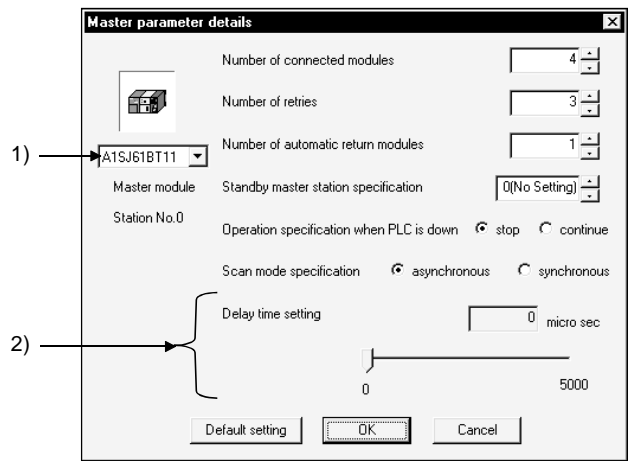 Master parameter details
Number of connected modules 4
Number of retries 3
1) A1SJ61BT11 Number of automatic return modules 1
Master module Standby master station specification 0(No Setting)
Station No.0
Operation specification when PLC is down stop continue
Scan mode specification asynchronous synchronous
Delay time setting 0 micro sec
2)
0 5000
Default setting OK Cancel